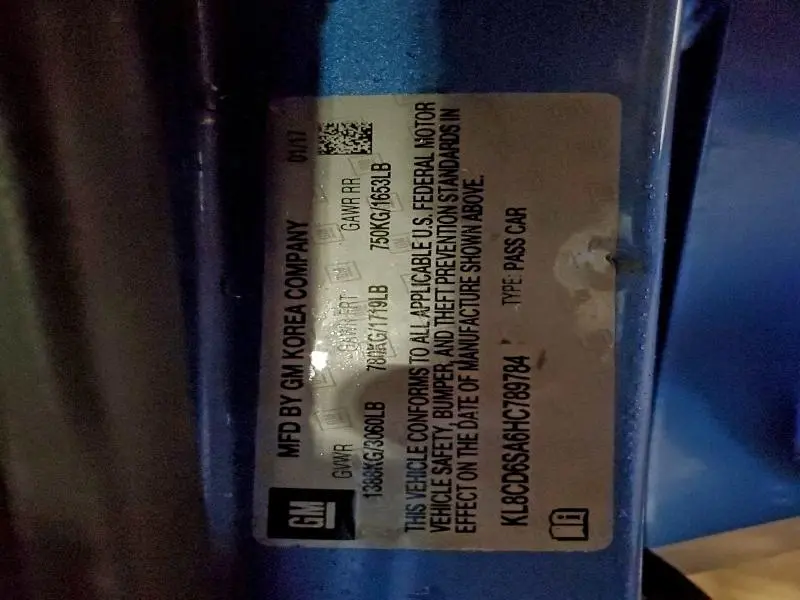 MFD BY GM KOREA COMPANY 01/17
GM
GVWR GAWR FRT GAWR RR
1388KG/3060LB 780KG/1719LB 750KG/1653LB
THIS VEHICLE CONFORMS TO ALL APPLICABLE U.S. FEDERAL MOTOR
VEHICLE SAFETY, BUMPER, AND THEFT PREVENTION STANDARDS IN
EFFECT ON THE DATE OF MANUFACTURE SHOWN ABOVE.
KL8CD6SA6HC789784 TYPE: PASS CAR